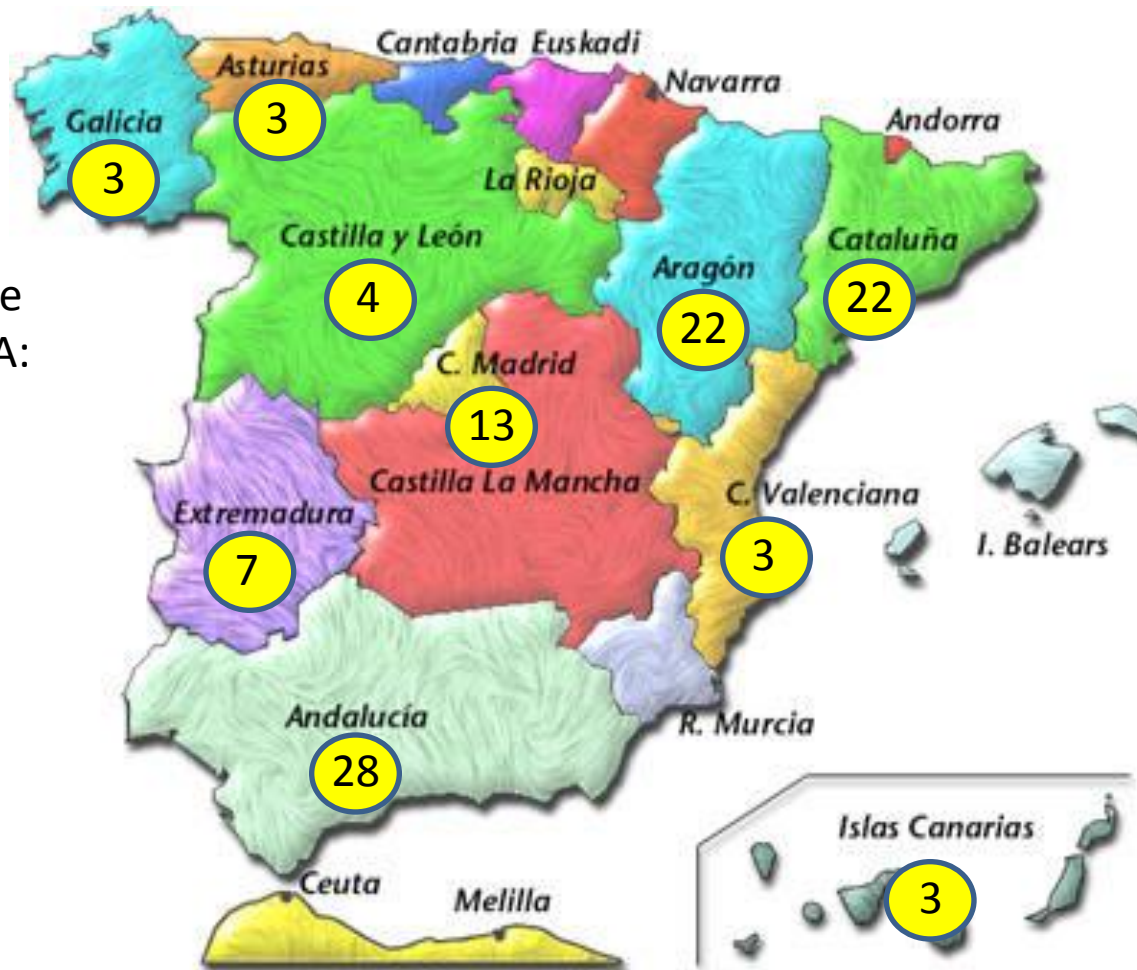 Cantabria Euskadi
Asturias
Navarra
3
Galicia
Andorra
3
La Rioja
Castilla y León
Cataluña
Aragón
e
4
22
22
A:
C. Madrid
13
Castilla La Mancha
C. Valenciana
Extremadura
I. Balears
3
7
Andalucía
R. Murcia
28
Islas Canarias
Ceuta
3
Melilla